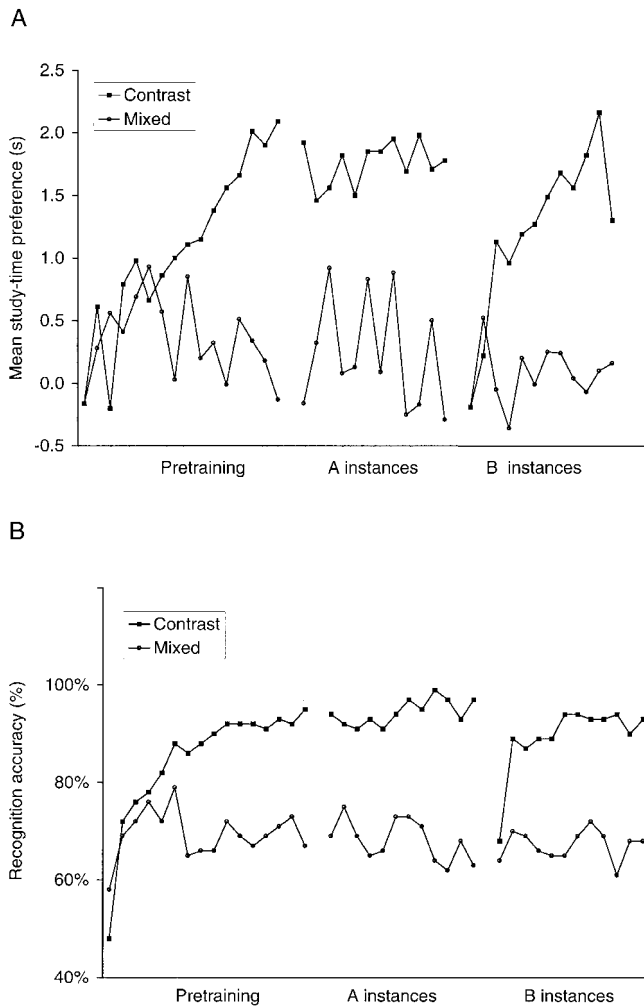 A
2.5
Contrast
Mixed
2.0
1.5
1.0
0.5
0.0
-0.5
Mean study-time preference (s)
Pretraining
A instances
B instances
B
Contrast
Mixed
100%
80%
60%
40%
Recognition accuracy (%)
Pretraining
A instances
B instances